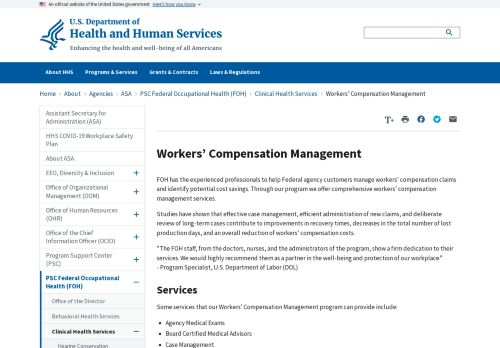 An official website of the United States government Here's how you know
U.S. Department of
Health and Human Services
Enhancing the health and well-being of all Americans
About HHS Programs & Services Grants & Contracts Laws & Regulations
Home > About > Agencies > ASA > PSC Federal Occupational Health (FOH) > Clinical Health Services > Workers' Compensation Management
Assistant Secretary for
Administration (ASA)
HHS COVID-19 Workplace Safety
Plan
About ASA
EEO, Diversity & Inclusion
Office of Organizational
Management (OOM)
Office of Human Resources
(OHR)
Office of the Chief
Information Officer (OCIO)
Program Support Center
(PSC)
PSC Federal Occupational
Health (FOH)
Office of the Director
Behavioral Health Services
Clinical Health Services
Hearing Conservation
T+
Workers' Compensation Management
FOH has the experienced professionals to help Federal agency customers manage workers' compensation claims
and identify potential cost savings. Through our program we offer comprehensive workers' compensation
management services.
Studies have shown that effective case management, efficient administration of new claims, and deliberate
review of long-term cases contribute to improvements in recovery times, decreases in the total number of lost
production days, and an overall reduction of workers' compensation costs.
"The FOH staff, from the doctors, nurses, and the administrators of the program, show a firm dedication to their
services. We would highly recommend them as a partner in the well-being and protection of our workplace."
- Program Specialist, U.S. Department of Labor (DOL)
Services
Some services that our Workers' Compensation Management program can provide include:
• Agency Medical Exams
• Board Certified Medical Advisors
• Case Management